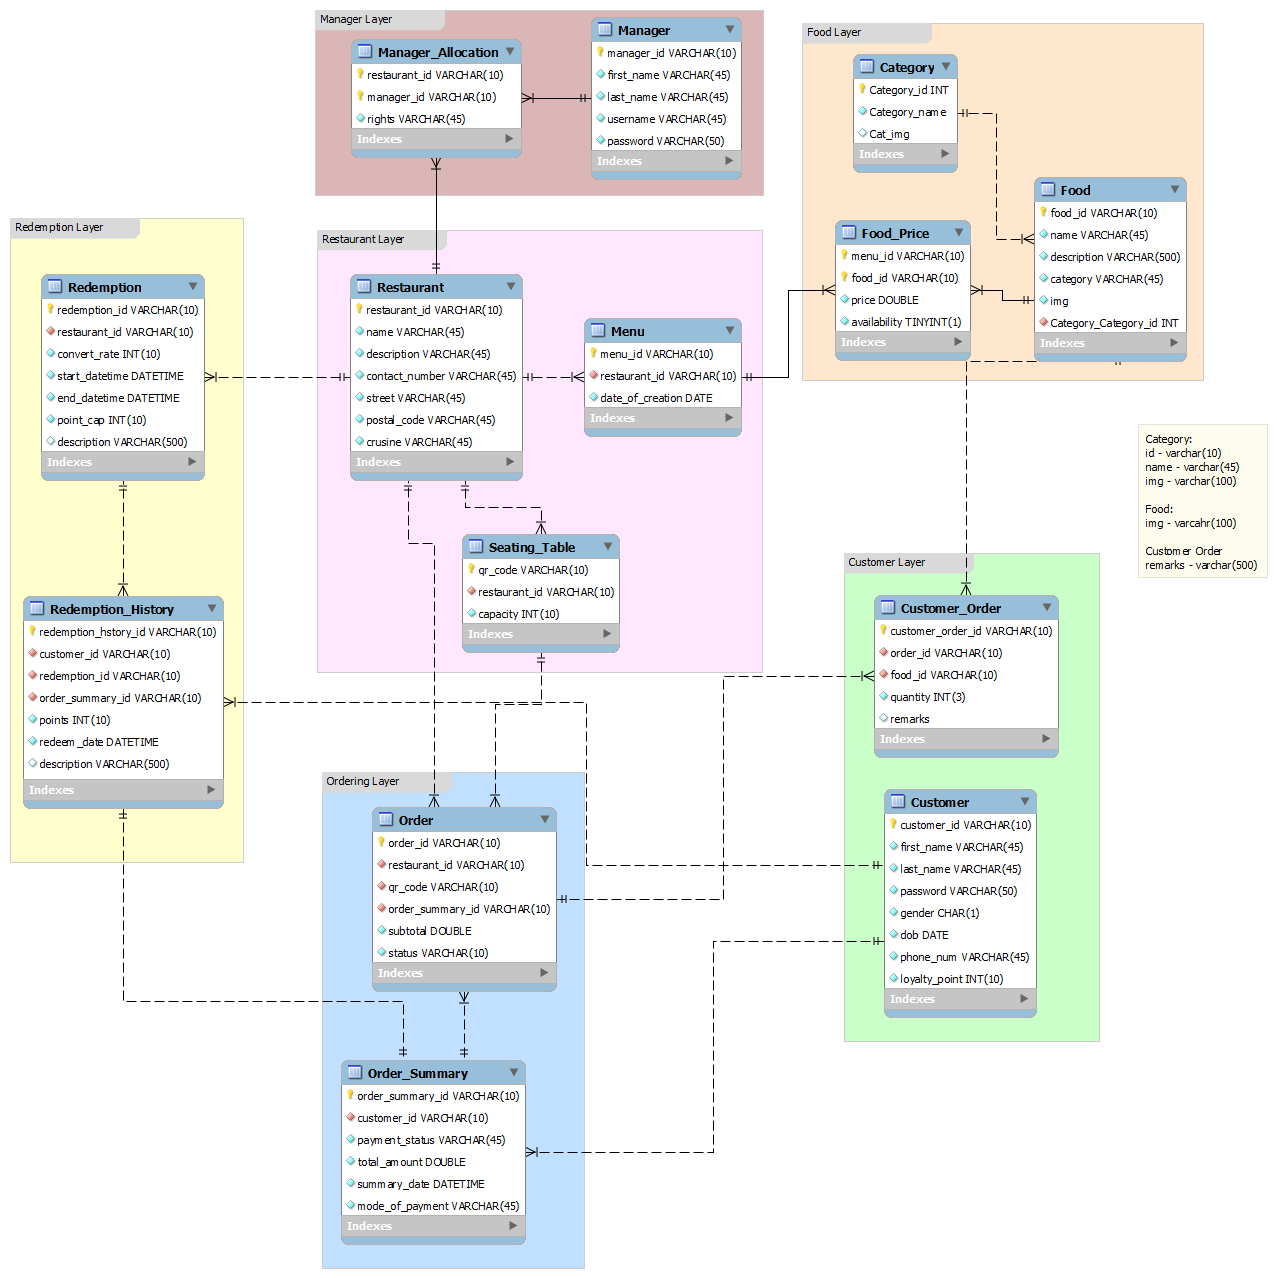 Manager Layer
Manager_Allocation
restaurant_id VARCHAR(10)
manager_id VARCHAR(10)
rights VARCHAR(45)
Indexes
Manager
manager_id VARCHAR(10)
first_name VARCHAR(45)
last_name VARCHAR(45)
username VARCHAR(45)
password VARCHAR(50)
Indexes
Food Layer
Category
Category_id INT
Category_name
Cat_img
Indexes
Food
food_id VARCHAR(10)
name VARCHAR(45)
description VARCHAR(500)
category VARCHAR(45)
img
Category_Category_id INT
Indexes
Food_Price
menu_id VARCHAR(10)
food_id VARCHAR(10)
price DOUBLE
availability TINYINT(1)
Indexes
Redemption Layer
Redemption
redemption_id VARCHAR(10)
restaurant_id VARCHAR(10)
convert_rate INT(10)
start_datetime DATETIME
end_datetime DATETIME
point_cap INT(10)
description VARCHAR(500)
Indexes
Redemption_History
redemption_hstory_id VARCHAR(10)
customer_id VARCHAR(10)
redemption_id VARCHAR(10)
order_summary_id VARCHAR(10)
points INT(10)
redeem_date DATETIME
description VARCHAR(500)
Indexes
Restaurant Layer
Restaurant
restaurant_id VARCHAR(10)
name VARCHAR(45)
description VARCHAR(45)
contact_number VARCHAR(45)
street VARCHAR(45)
postal_code VARCHAR(45)
crusine VARCHAR(45)
Indexes
Menu
menu_id VARCHAR(10)
restaurant_id VARCHAR(10)
date_of_creation DATE
Indexes
Seating_Table
qr_code VARCHAR(10)
restaurant_id VARCHAR(10)
capacity INT(10)
Indexes
Category:
id - varchar(10)
name - varchar(45)
img - varchar(100)
Food:
img - varcahr(100)
Customer Order
remarks - varchar(500)
Customer Layer
Customer_Order
customer_order_id VARCHAR(10)
order_id VARCHAR(10)
food_id VARCHAR(10)
quantity INT(3)
remarks
Indexes
Customer
customer_id VARCHAR(10)
first_name VARCHAR(45)
last_name VARCHAR(45)
password VARCHAR(50)
gender CHAR(1)
dob DATE
phone_num VARCHAR(45)
loyalty_point INT(10)
Indexes
Ordering Layer
Order
order_id VARCHAR(10)
restaurant_id VARCHAR(10)
qr_code VARCHAR(10)
order_summary_id VARCHAR(10)
subtotal DOUBLE
status VARCHAR(10)
Indexes
Order_Summary
order_summary_id VARCHAR(10)
customer_id VARCHAR(10)
payment_status VARCHAR(45)
total_amount DOUBLE
summary_date DATETIME
mode_of_payment VARCHAR(45)
Indexes